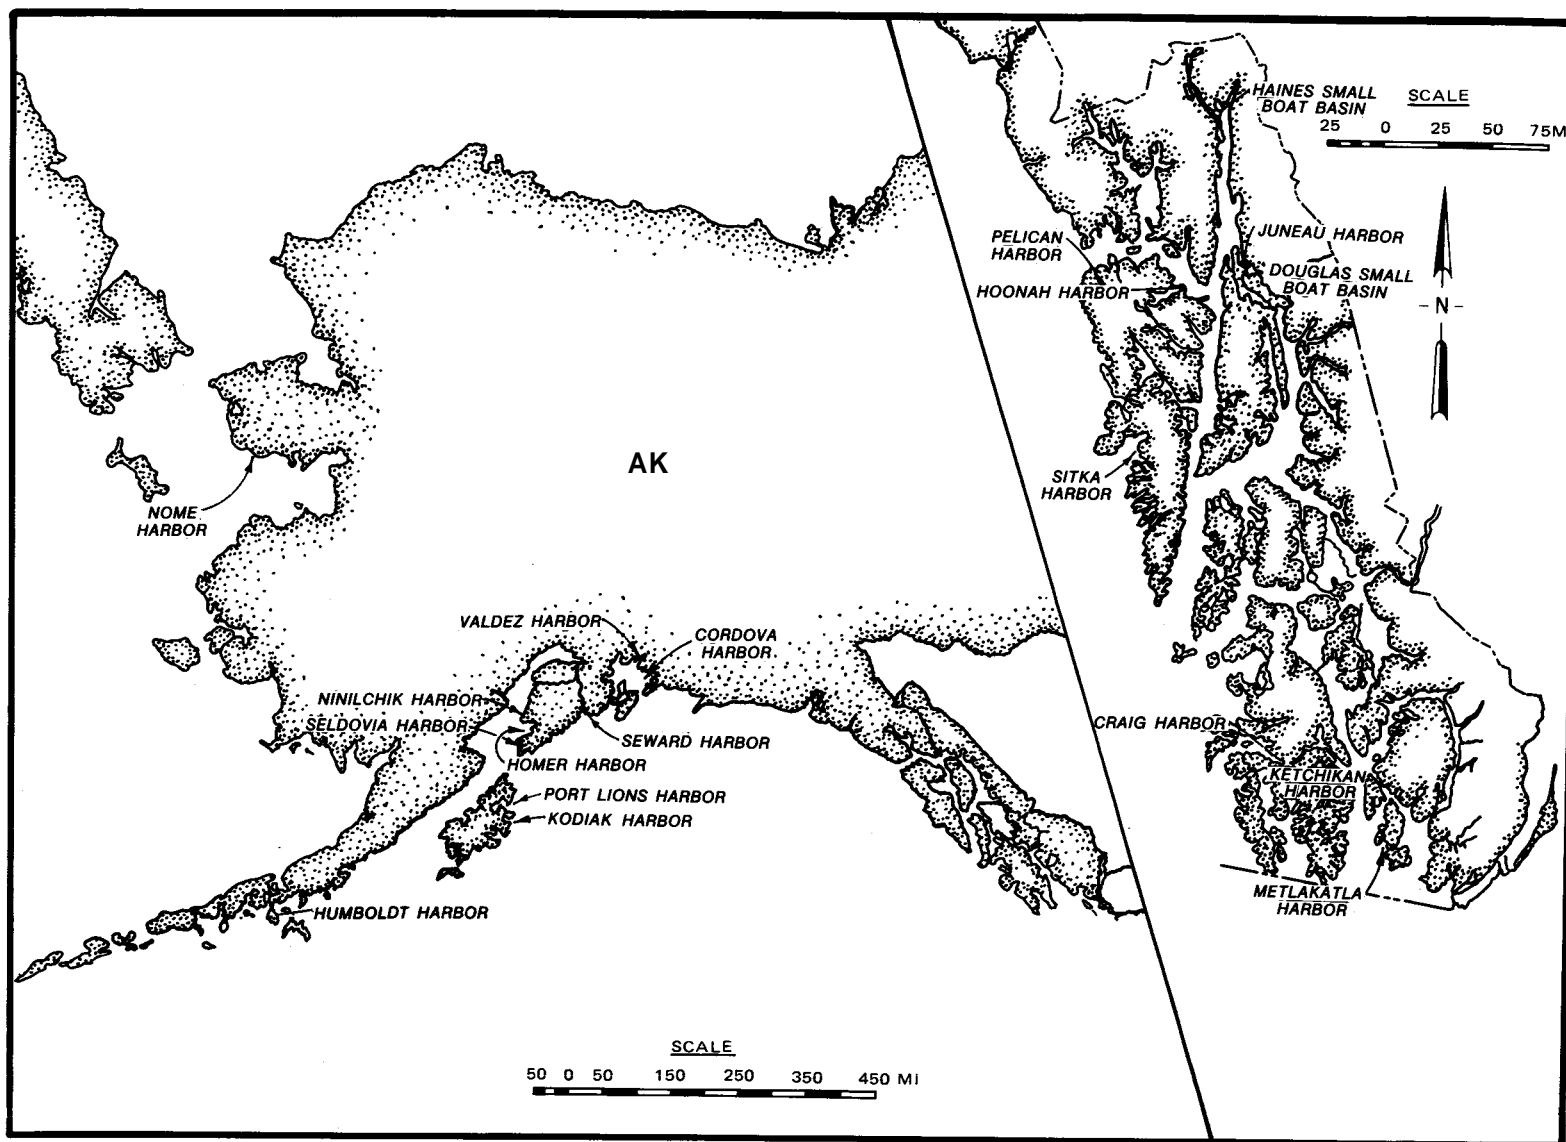 AK
NOME
HARBOR
VALDEZ HARBOR
CORDOVA
HARBOR
NINILCHIK HARBOR
SELDOVIA HARBOR
SEWARD HARBOR
HOMER HARBOR
PORT LIONS HARBOR
KODIAK HARBOR
HUMBOLDT HARBOR
SCALE
50 0 50 150 250 350 450 MI
HAINES SMALL
BOAT BASIN
SCALE
25 0 25 50 75M
PELICAN
HARBOR
JUNEAU HARBOR
HOONAH HARBOR
DOUGLAS SMALL
BOAT BASIN
- N -
SITKA
HARBOR
CRAIG HARBOR
KETCHIKAN
HARBOR
METLAKATLA
HARBOR